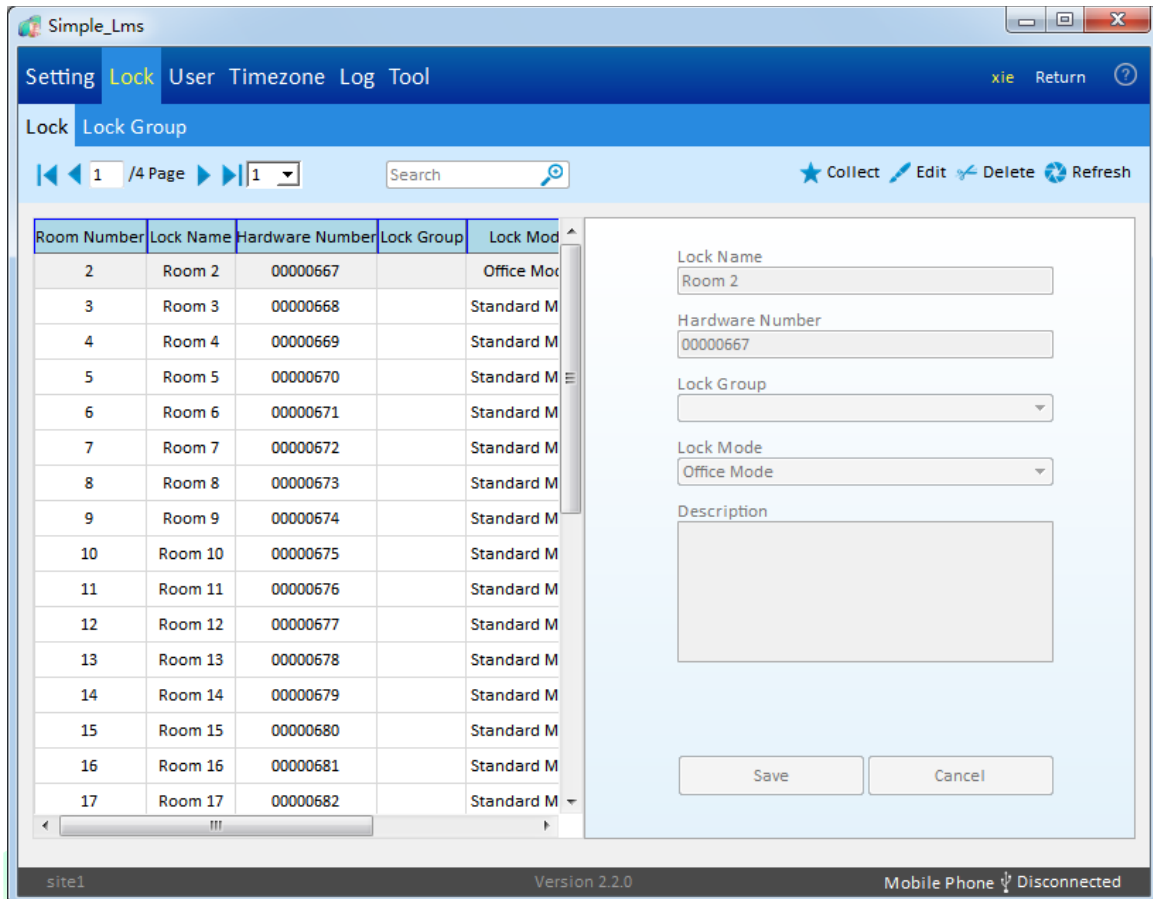 Simple_Lms
Setting Lock User Timezone Log Tool xie Return ?
Lock Lock Group
1 /4 Page 1 Search Collect Edit Delete Refresh
Room Number Lock Name Hardware Number Lock Group Lock Mod
2 Room 2 00000667 Office Mod
3 Room 3 00000668 Standard M
4 Room 4 00000669 Standard M
5 Room 5 00000670 Standard M
6 Room 6 00000671 Standard M
7 Room 7 00000672 Standard M
8 Room 8 00000673 Standard M
9 Room 9 00000674 Standard M
10 Room 10 00000675 Standard M
11 Room 11 00000676 Standard M
12 Room 12 00000677 Standard M
13 Room 13 00000678 Standard M
14 Room 14 00000679 Standard M
15 Room 15 00000680 Standard M
16 Room 16 00000681 Standard M
17 Room 17 00000682 Standard M
Lock Name
Room 2
Hardware Number
00000667
Lock Group
Lock Mode
Office Mode
Description
Save Cancel
site1 Version 2.2.0 Mobile Phone Disconnected